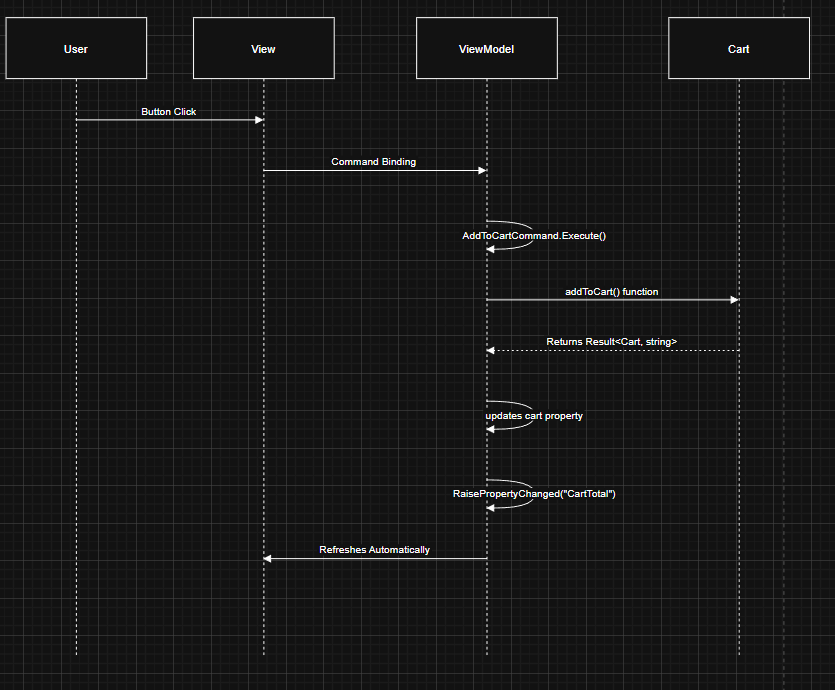 User
View
ViewModel
Cart
Button Click
Command Binding
AddToCartCommand.Execute()
addToCart() function
Returns Result<Cart, string>
updates cart property
RaisePropertyChanged("CartTotal")
Refreshes Automatically